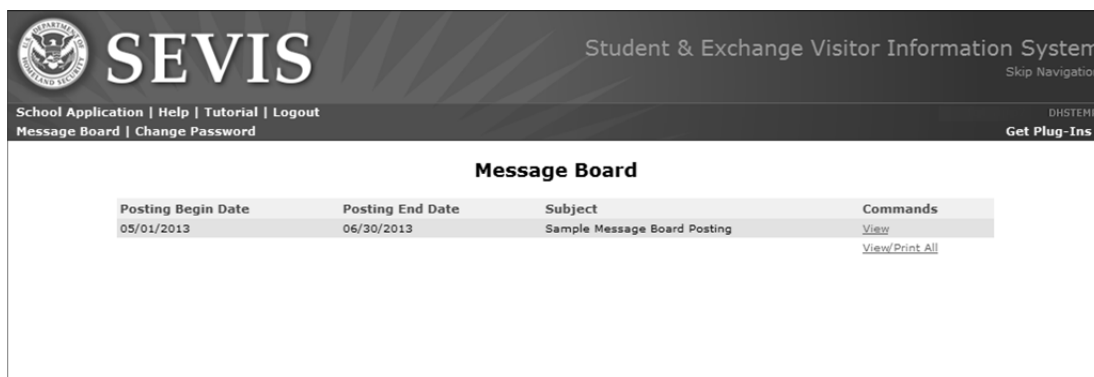 SEVIS
Student & Exchange Visitor Information System
Skip Navigatio
School Application | Help | Tutorial | Logout
DHSTEM
Message Board | Change Password
Get Plug-Ins
Message Board
Posting Begin Date Posting End Date Subject Commands
05/01/2013 06/30/2013 Sample Message Board Posting View
View/Print All